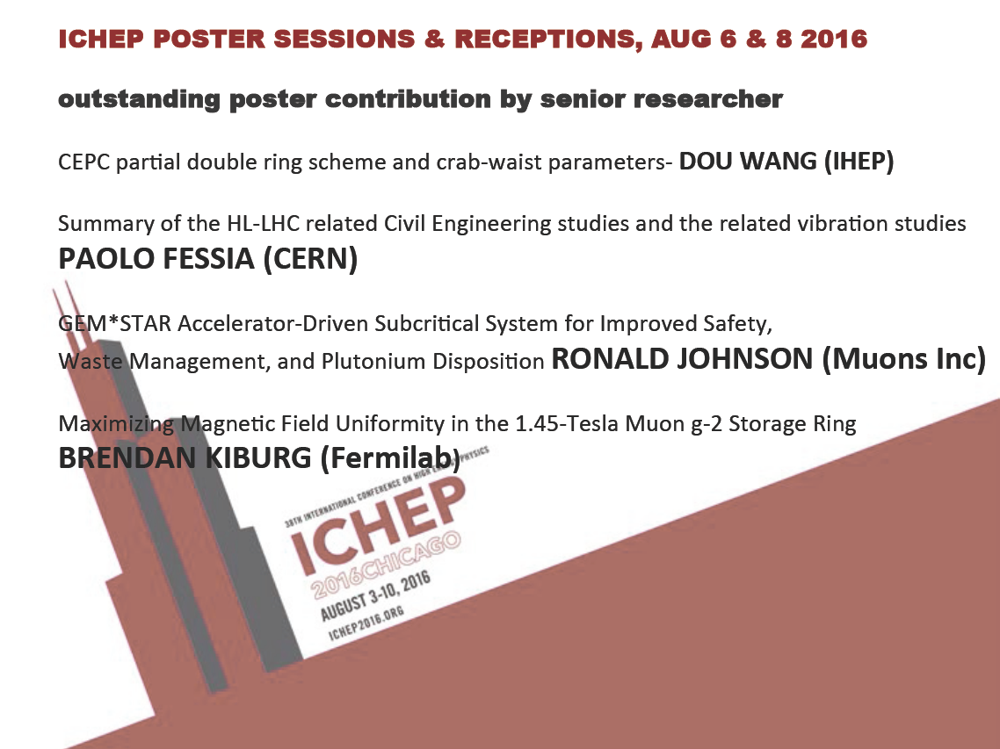 ICHEP POSTER SESSIONS & RECEPTIONS, AUG 6 & 8 2016
outstanding poster contribution by senior researcher
CEPC partial double ring scheme and crab-waist parameters- DOU WANG (IHEP)
Summary of the HL-LHC related Civil Engineering studies and the related vibration studies
PAOLO FESSIA (CERN)
GEM*STAR Accelerator-Driven Subcritical System for Improved Safety,
Waste Management, and Plutonium Disposition RONALD JOHNSON (Muons Inc)
Maximizing Magnetic Field Uniformity in the 1.45-Tesla Muon g-2 Storage Ring
BRENDAN KIBURG (Fermilab)
38TH INTERNATIONAL CONFERENCE ON HIGH ENERGY PHYSICS
ICHEP
2016CHICAGO
AUGUST 3-10, 2016
ICHEP2016.ORG